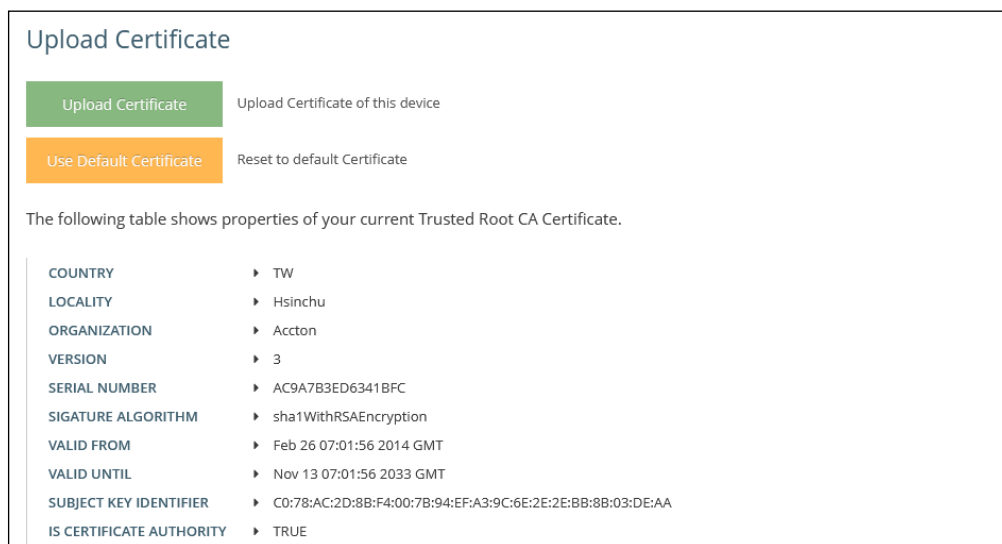 Upload Certificate
Upload Certificate Upload Certificate of this device
Use Default Certificate Reset to default Certificate
The following table shows properties of your current Trusted Root CA Certificate.
COUNTRY TW
LOCALITY Hsinchu
ORGANIZATION Accton
VERSION 3
SERIAL NUMBER AC9A7B3ED6341BFC
SIGATURE ALGORITHM sha1WithRSAEncryption
VALID FROM Feb 26 07:01:56 2014 GMT
VALID UNTIL Nov 13 07:01:56 2033 GMT
SUBJECT KEY IDENTIFIER C0:78:AC:2D:8B:F4:00:7B:94:EF:A3:9C:6E:2E:2E:BB:8B:03:DE:AA
IS CERTIFICATE AUTHORITY TRUE